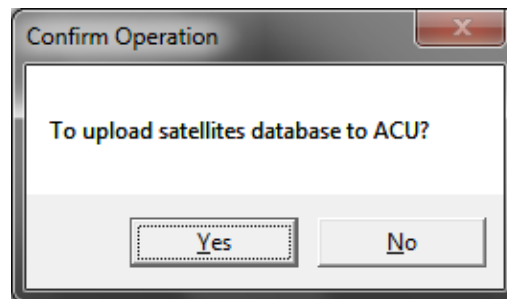 Confirm Operation
To upload satellites database to ACU?
Yes
No